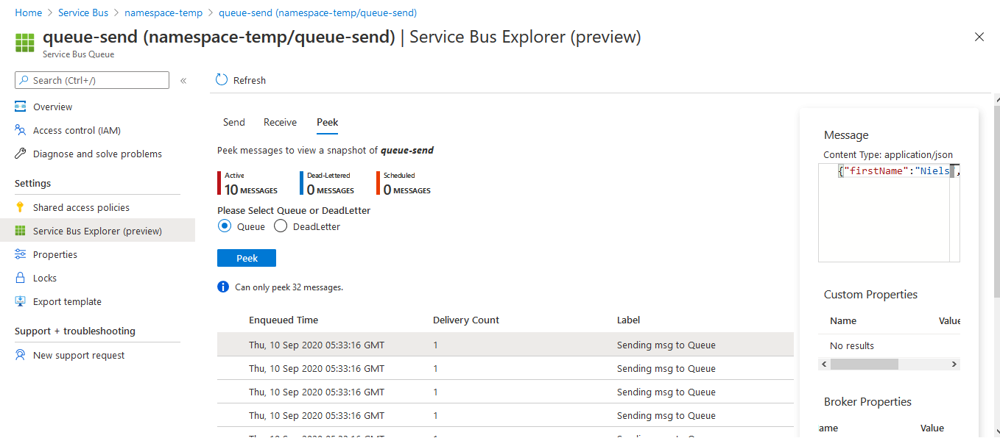 Home > Service Bus > namespace-temp > queue-send (namespace-temp/queue-send)
queue-send (namespace-temp/queue-send) | Service Bus Explorer (preview)
Service Bus Queue
Search (Ctrl+/)
«
Overview
Access control (IAM)
Diagnose and solve problems
Settings
Shared access policies
Service Bus Explorer (preview)
Properties
Locks
Export template
Support + troubleshooting
New support request
Refresh
Send Receive Peek
Peek messages to view a snapshot of queue-send
Active
10 MESSAGES
Dead-Lettered
0 MESSAGES
Scheduled
0 MESSAGES
Please Select Queue or DeadLetter
Queue DeadLetter
Peek
Can only peek 32 messages.
Enqueued Time Delivery Count Label
Thu, 10 Sep 2020 05:33:16 GMT 1 Sending msg to Queue
Thu, 10 Sep 2020 05:33:16 GMT 1 Sending msg to Queue
Thu, 10 Sep 2020 05:33:16 GMT 1 Sending msg to Queue
Thu, 10 Sep 2020 05:33:16 GMT 1 Sending msg to Queue
Message
Content Type: application/json
{"firstName":"Niels",
Custom Properties
Name Value
No results
Broker Properties
ame Value